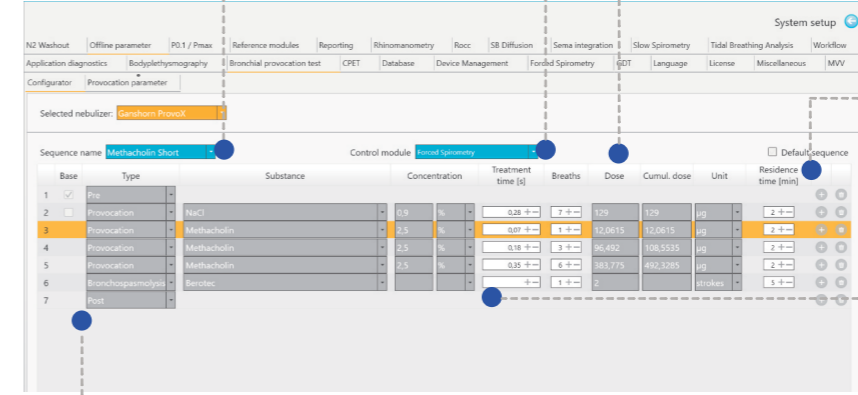 System setup
N2 Washout Offline parameter P0.1 / Pmax Reference modules Reporting Rhinomanometry Rocc SB Diffusion Sema integration Slow Spirometry Tidal Breathing Analysis Workflow
Application diagnostics Bodyplethysmography Bronchial provocation test CPET Database Device Management Forced Spirometry GDT Language License Miscellaneous MVV
Configurator Provocation parameter
Selected nebulizer: Ganshorn ProvoX
Sequence name Methacholin Short Control module Forced Spirometry Default sequence
Base Type Substance Concentration Treatment time [s] Breaths Dose Cumul. dose Unit Residence time [min]
1 Pre
2 Provocation NaCl 0,9 % 0,28 +− 7 +− 129 129 µg 2 +−
3 Provocation Methacholin 2,5 % 0,07 +− 1 +− 12,0615 12,0615 µg 2 +−
4 Provocation Methacholin 2,5 % 0,18 +− 3 +− 96,492 108,5535 µg 2 +−
5 Provocation Methacholin 2,5 % 0,35 +− 6 +− 383,775 492,3285 µg 2 +−
6 Bronchospasmolysis Berotec +− 1 +− 2 strokes 5 +−
7 Post